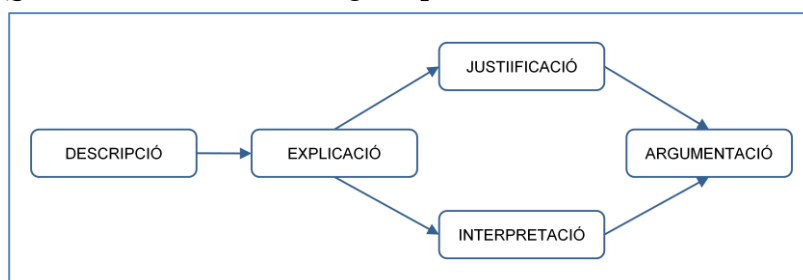 JUSTIIFICACIÓ
DESCRIPCIÓ
EXPLICACIÓ
ARGUMENTACIÓ
INTERPRETACIÓ